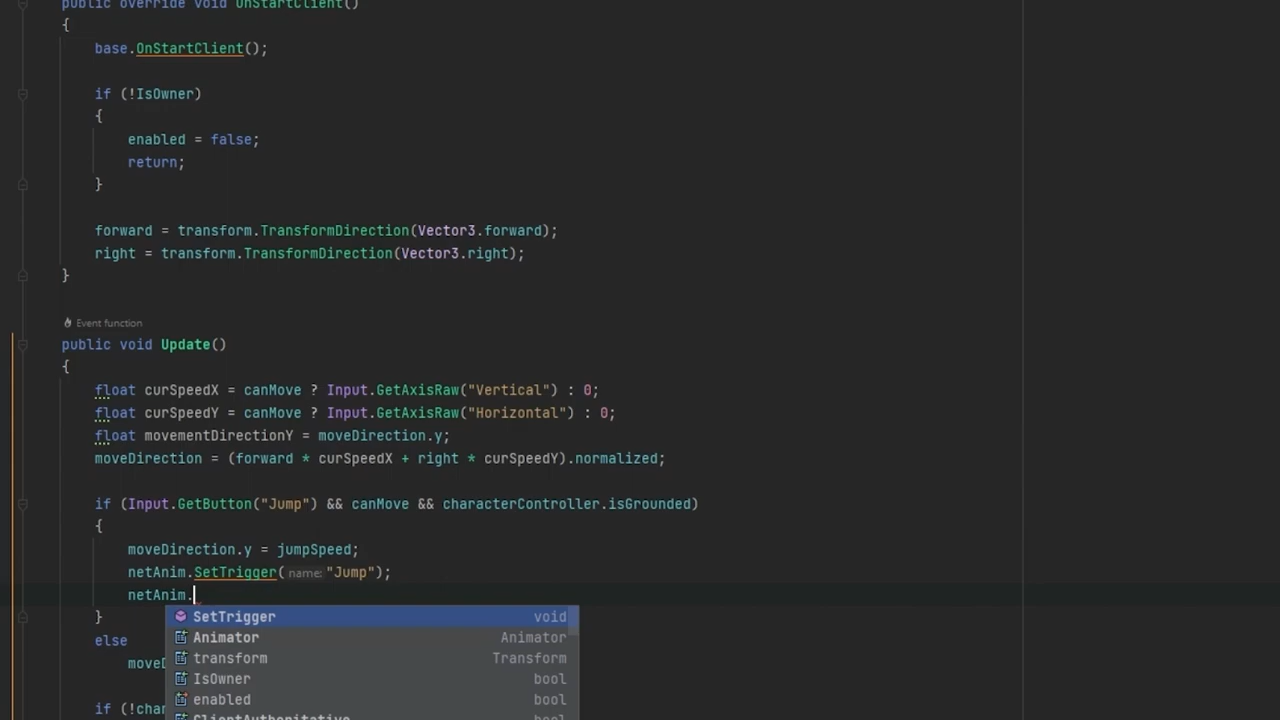 public override void OnStartClient()
{
base.OnStartClient();
if (!IsOwner)
{
enabled = false;
return;
}
forward = transform.TransformDirection(Vector3.forward);
right = transform.TransformDirection(Vector3.right);
}
Event function
public void Update()
{
float curSpeedX = canMove ? Input.GetAxisRaw("Vertical") : 0;
float curSpeedY = canMove ? Input.GetAxisRaw("Horizontal") : 0;
float movementDirectionY = moveDirection.y;
moveDirection = (forward * curSpeedX + right * curSpeedY).normalized;
if (Input.GetButton("Jump") && canMove && characterController.isGrounded)
{
moveDirection.y = jumpSpeed;
netAnim.SetTrigger( name: "Jump");
netAnim.
SetTrigger void
}
Animator Animator
else
transform Transform
moveD
IsOwner bool
enabled bool
if (!char
ClientAuthoritative bool